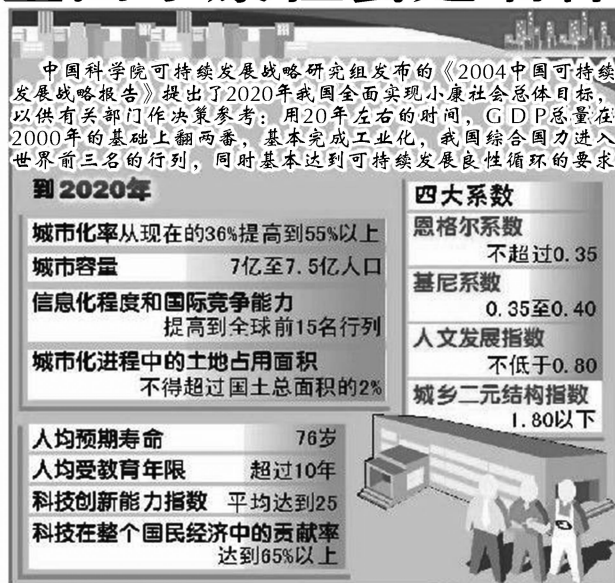 中国科学院可持续发展战略研究组发布的《2004中国可持续
发展战略报告》提出了2020年我国全面实现小康社会总体目标,
以供有关部门作决策参考:用20年左右的时间,GDP总量在
2000年的基础上翻两番,基本完成工业化,我国综合国力进入
世界前三名的行列,同时基本达到可持续发展良性循环的要求
到2020年
城市化率从现在的36%提高到55%以上
城市容量 7亿至7.5亿人口
信息化程度和国际竞争能力
提高到全球前15名行列
城市化进程中的土地占用面积
不得超过国土总面积的2%
人均预期寿命 76岁
人均受教育年限 超过10年
科技创新能力指数 平均达到25
科技在整个国民经济中的贡献率
达到65%以上
四大系数
恩格尔系数
不超过0.35
基尼系数
0.35至0.40
人文发展指数
不低于0.80
城乡二元结构指数
1.80以下